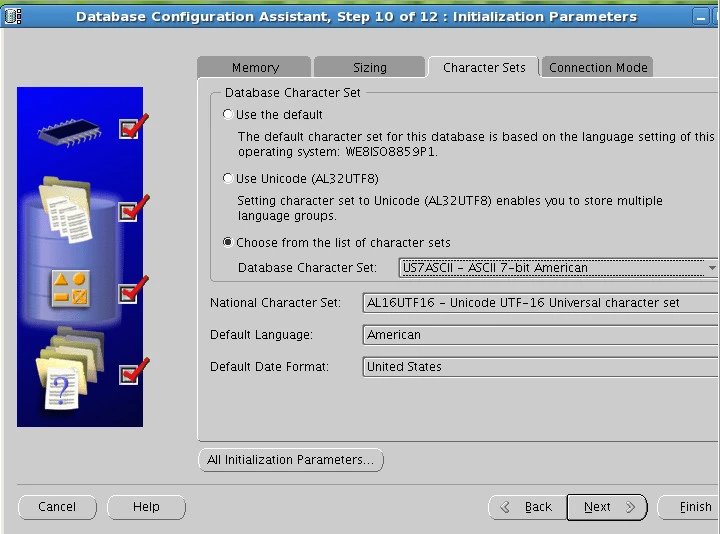 Database Configuration Assistant, Step 10 of 12 : Initialization Parameters
Memory Sizing Character Sets Connection Mode
Database Character Set
Use the default
The default character set for this database is based on the language setting of this
operating system: WE8ISO8859P1.
Use Unicode (AL32UTF8)
Setting character set to Unicode (AL32UTF8) enables you to store multiple
language groups.
Choose from the list of character sets
Database Character Set: US7ASCII - ASCII 7-bit American
National Character Set: AL16UTF16 - Unicode UTF-16 Universal character set
Default Language: American
Default Date Format: United States
?
All Initialization Parameters...
Cancel Help Back Next Finish